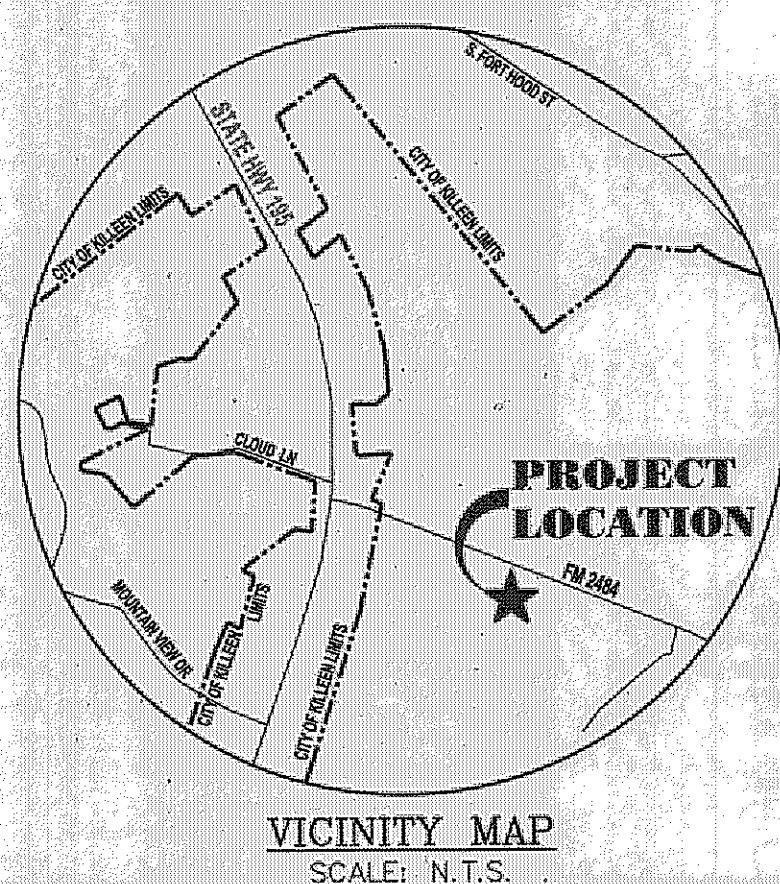 S. FORT HOOD ST
STATE HWY 195
CITY OF KILLEEN LIMITS
CITY OF KILLEEN LIMITS
CLOUD LN
PROJECT
LOCATION
FM 2484
MOUNTAIN VIEW DR
CITY OF KILLEEN LIMITS
CITY OF KILLEEN LIMITS
VICINITY MAP
SCALE: N.T.S.